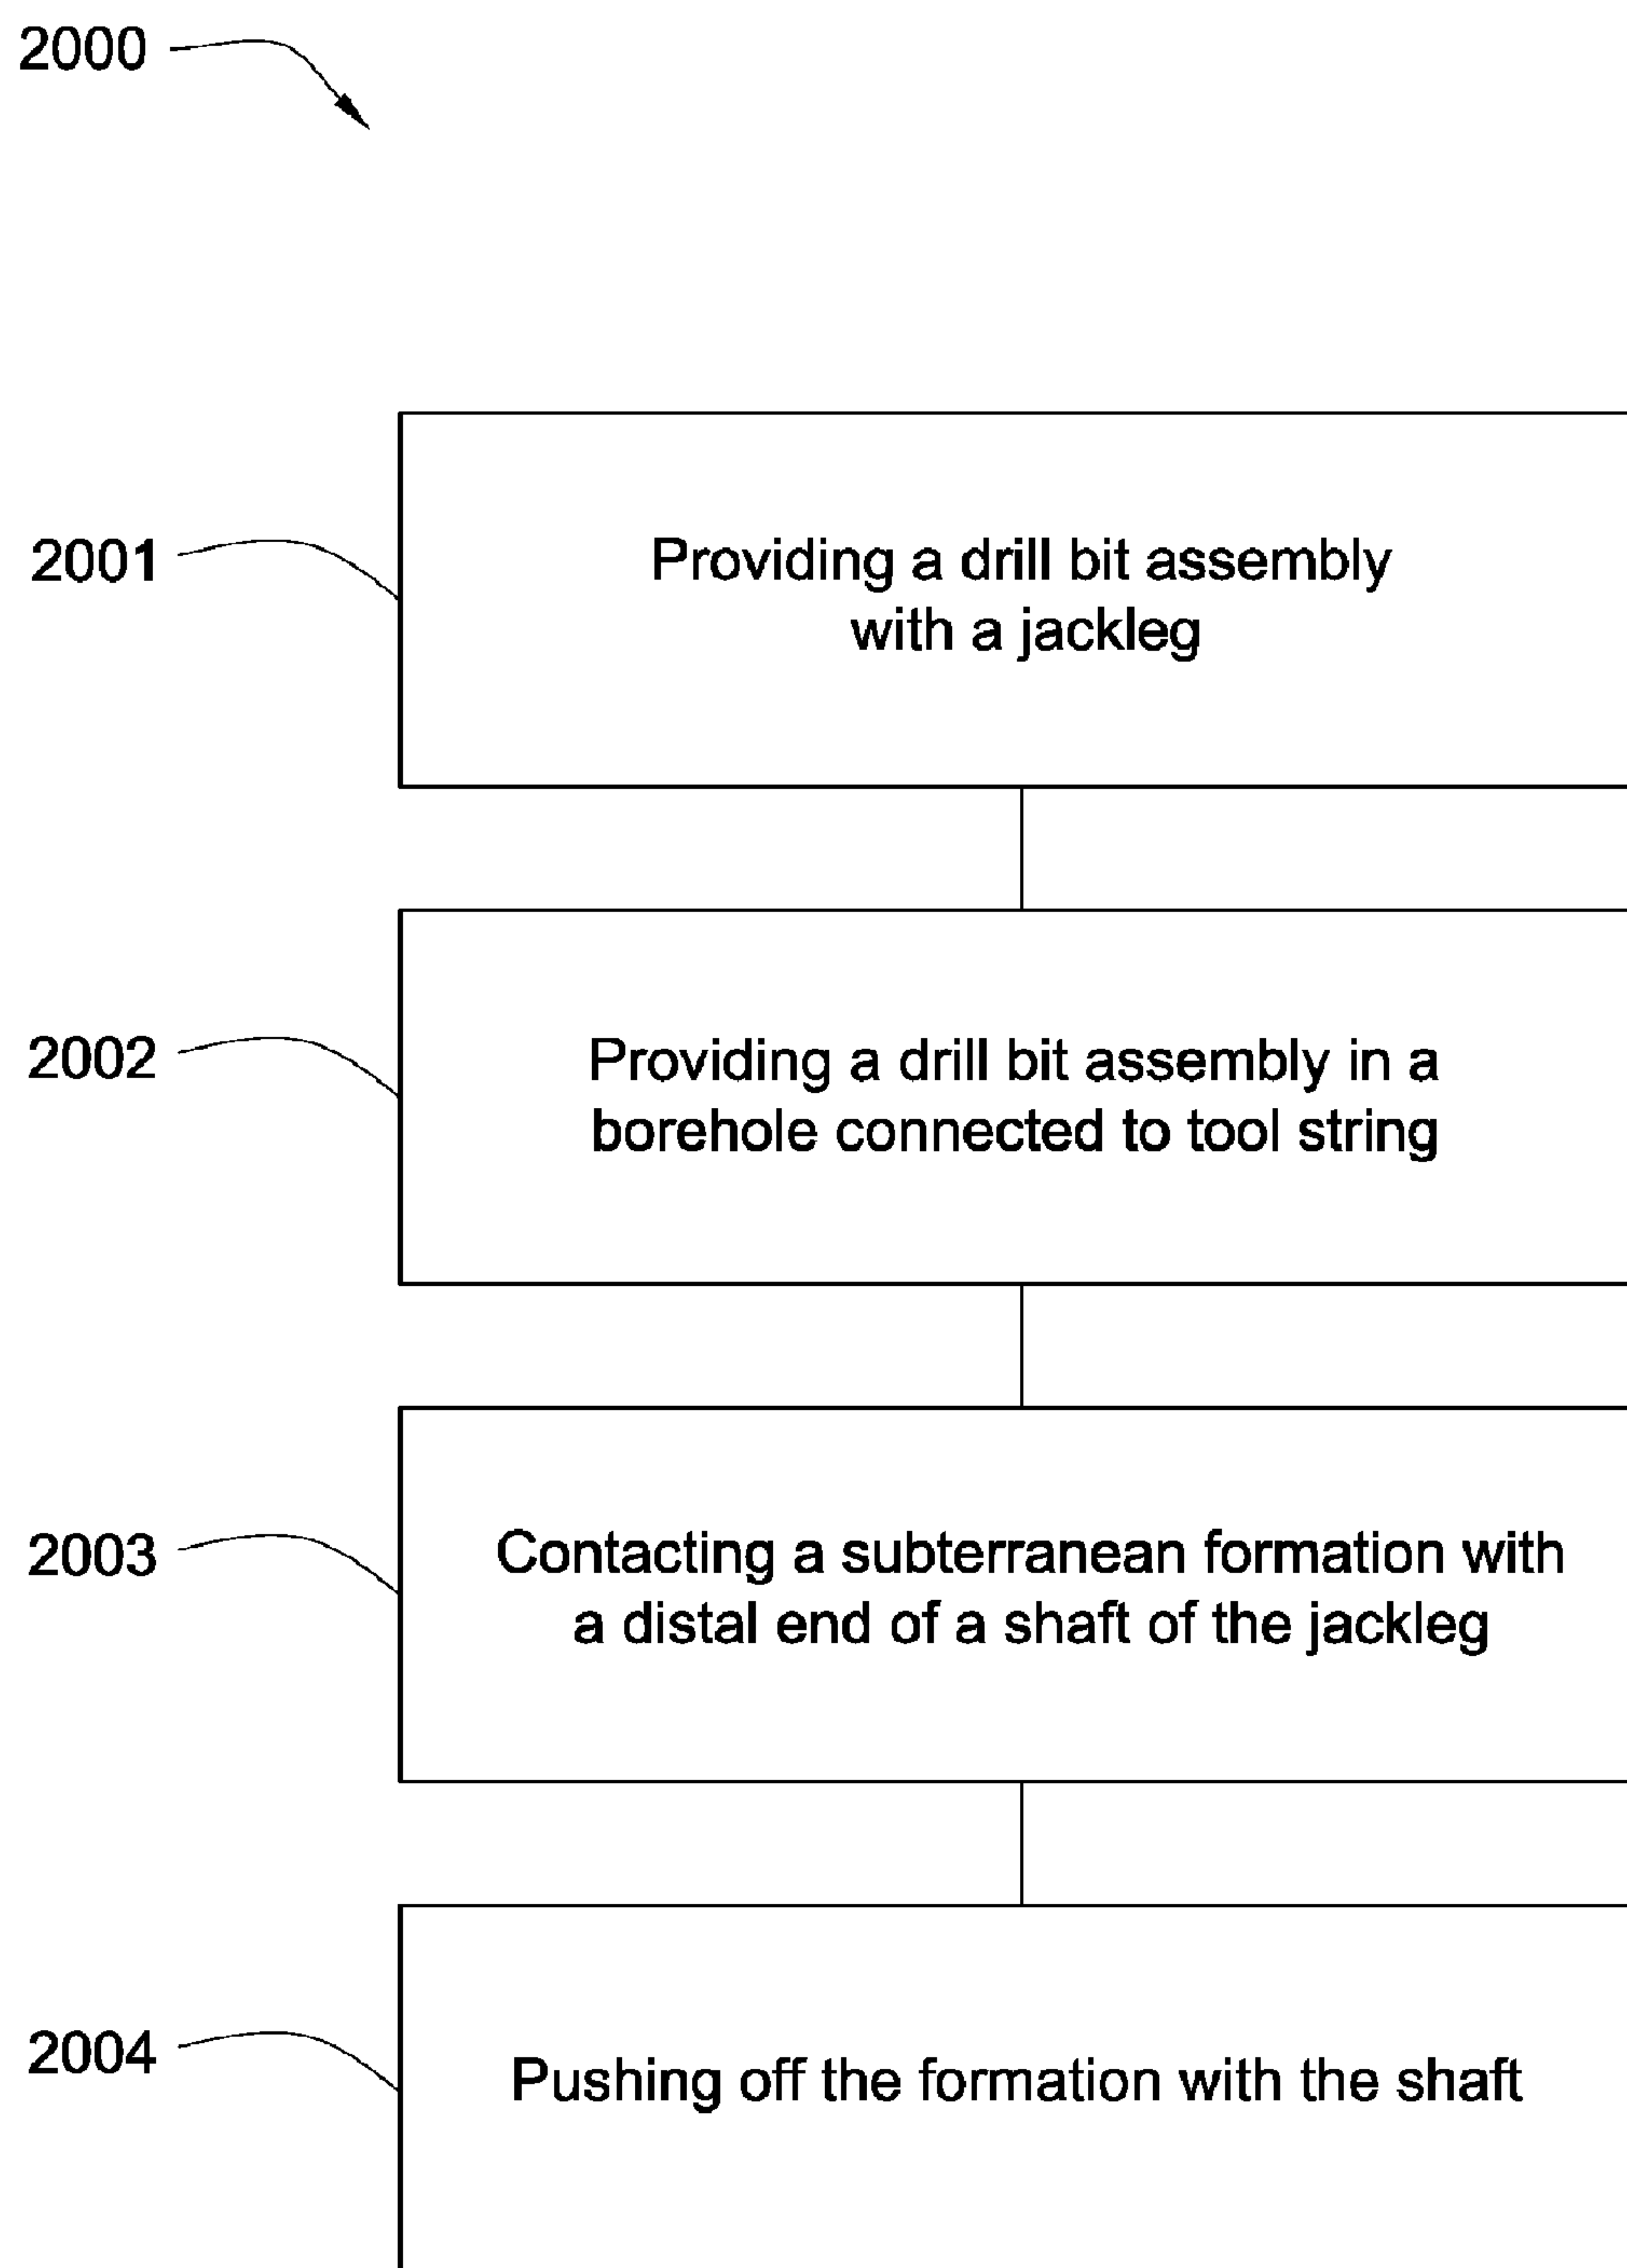 2000
2001
Providing a drill bit assembly
with a jackleg
2002
Providing a drill bit assembly in a
borehole connected to tool string
2003
Contacting a subterranean formation with
a distal end of a shaft of the jackleg
2004
Pushing off the formation with the shaft